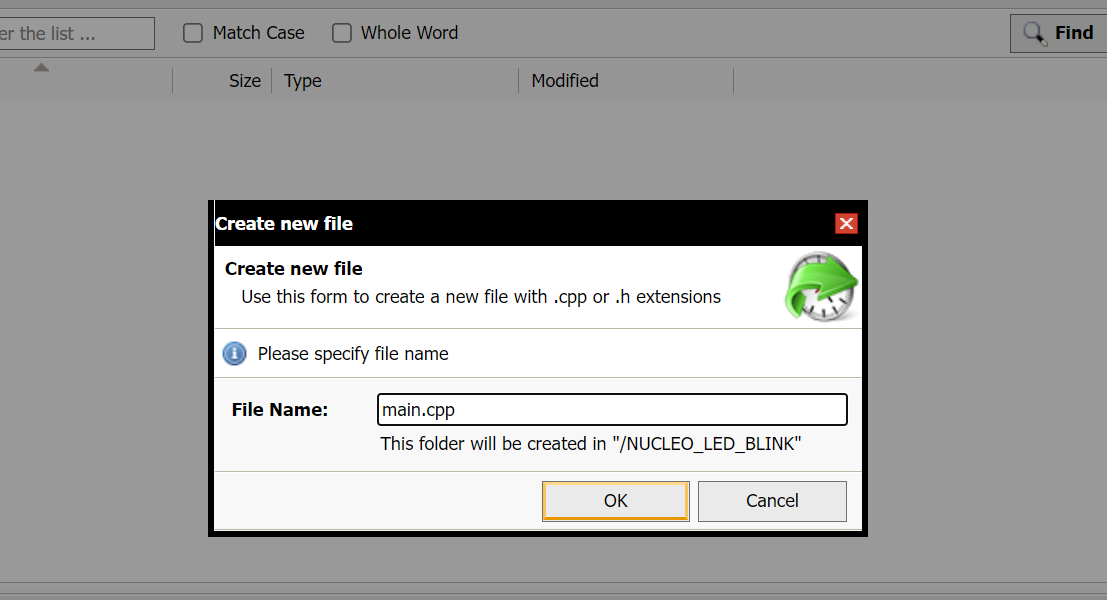 er the list ...
Match Case
Whole Word
Find
Size
Type
Modified
Create new file
Create new file
Use this form to create a new file with .cpp or .h extensions
Please specify file name
File Name:
main.cpp
This folder will be created in "/NUCLEO_LED_BLINK"
OK
Cancel